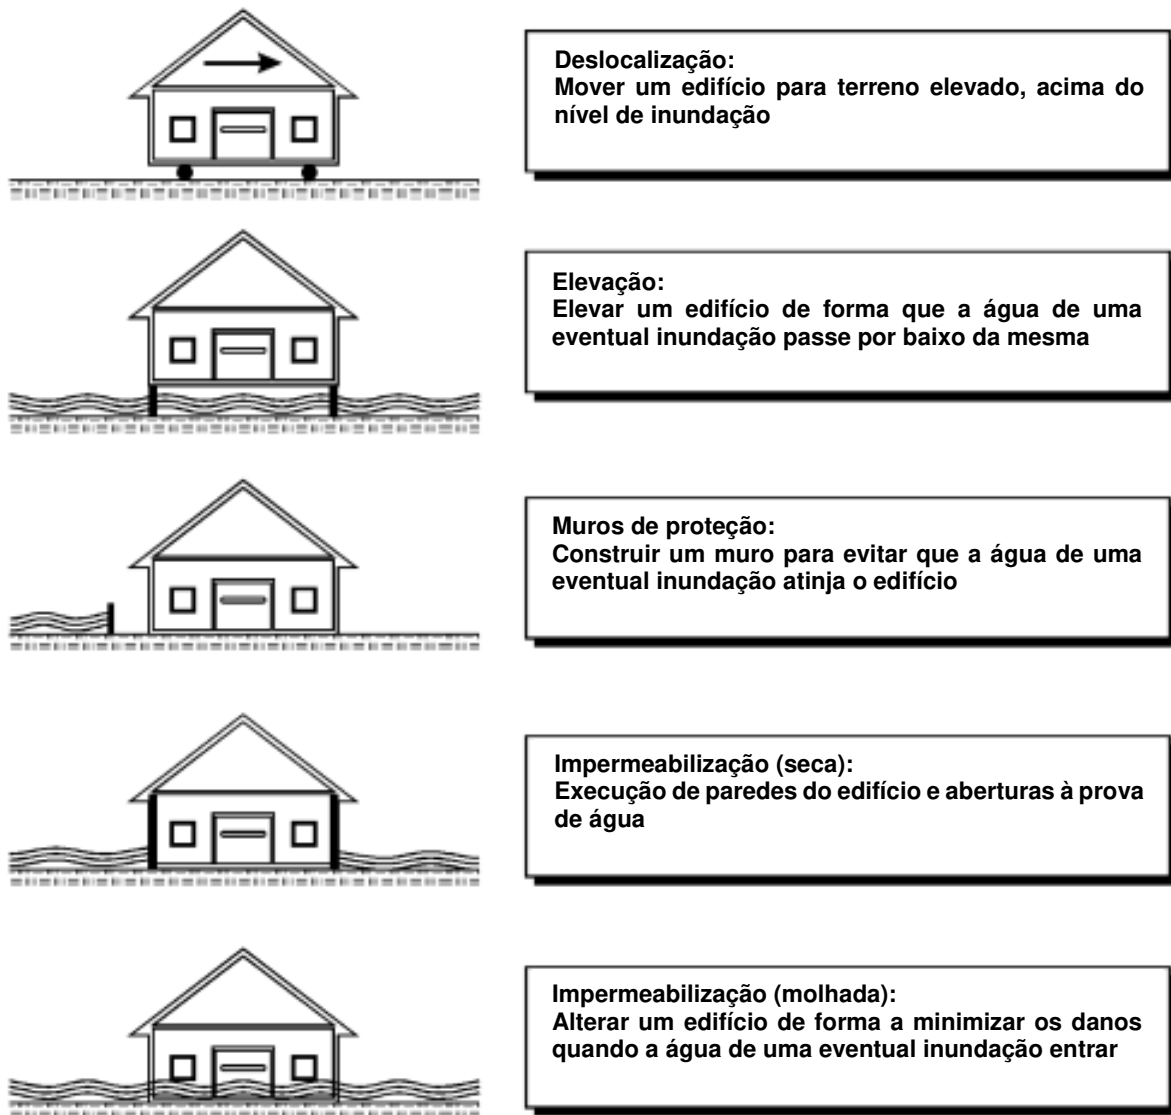 Deslocalização:
Mover um edifício para terreno elevado, acima do
nível de inundação
Elevação:
Elevar um edifício de forma que a água de uma
eventual inundação passe por baixo da mesma
Muros de proteção:
Construir um muro para evitar que a água de uma
eventual inundação atinja o edifício
Impermeabilização (seca):
Execução de paredes do edifício e aberturas à prova
de água
Impermeabilização (molhada):
Alterar um edifício de forma a minimizar os danos
quando a água de uma eventual inundação entrar